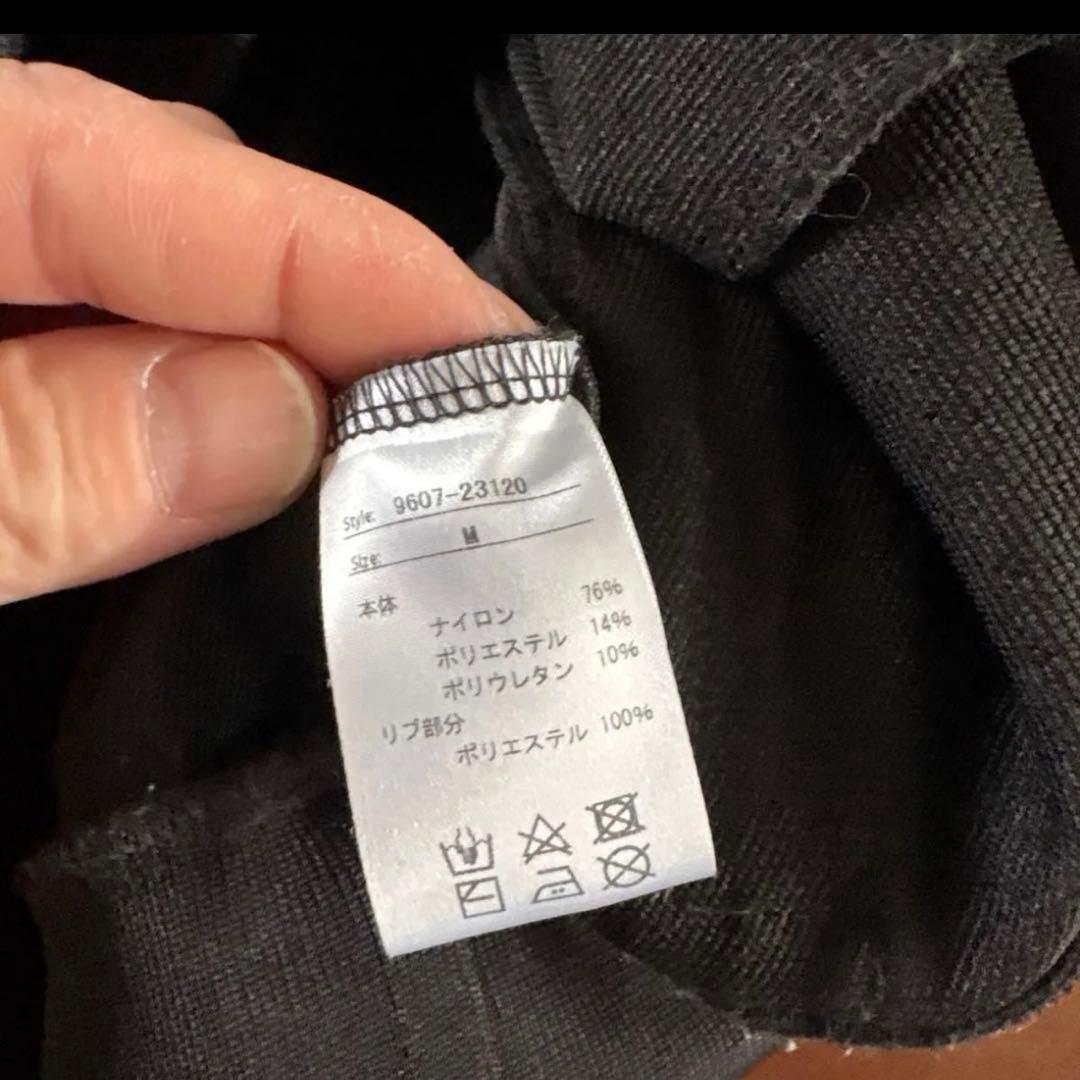 Style: 9607-23120
Size: M
本体
ナイロン 76%
ポリエステル 14%
ポリウレタン 10%
リブ部分
ポリエステル 100%